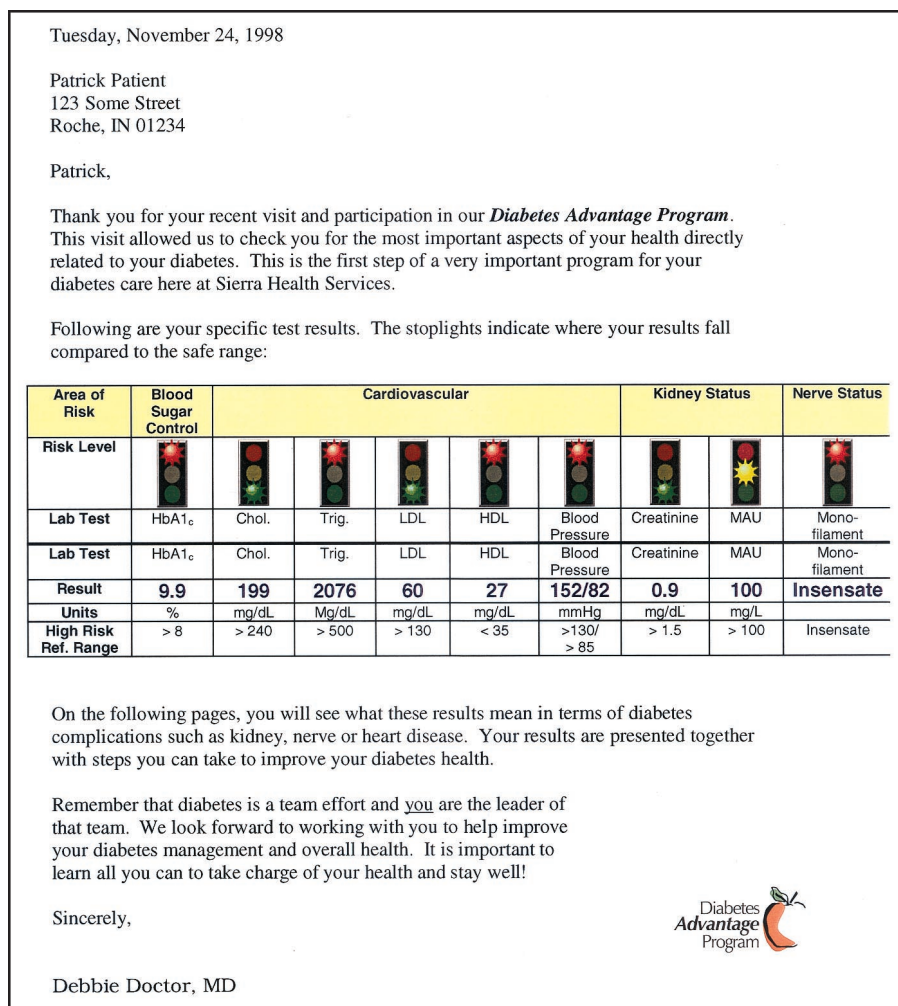 Tuesday, November 24, 1998
Patrick Patient
123 Some Street
Roche, IN 01234
Patrick,
Thank you for your recent visit and participation in our Diabetes Advantage Program.
This visit allowed us to check you for the most important aspects of your health directly
related to your diabetes. This is the first step of a very important program for your
diabetes care here at Sierra Health Services.
Following are your specific test results. The stoplights indicate where your results fall
compared to the safe range:
Area of Risk Blood Sugar Control Cardiovascular Kidney Status Nerve Status
Risk Level
Lab Test HbA1c Chol. Trig. LDL HDL Blood Pressure Creatinine MAU Mono-filament
Lab Test HbA1c Chol. Trig. LDL HDL Blood Pressure Creatinine MAU Mono-filament
Result 9.9 199 2076 60 27 152/82 0.9 100 Insensate
Units % mg/dL Mg/dL mg/dL mg/dL mmHg mg/dL mg/L
High Risk Ref. Range > 8 > 240 > 500 > 130 < 35 >130/ > 85 > 1.5 > 100 Insensate
On the following pages, you will see what these results mean in terms of diabetes
complications such as kidney, nerve or heart disease. Your results are presented together
with steps you can take to improve your diabetes health.
Remember that diabetes is a team effort and you are the leader of
that team. We look forward to working with you to help improve
your diabetes management and overall health. It is important to
learn all you can to take charge of your health and stay well!
Sincerely,
Diabetes
Advantage
Program
Debbie Doctor, MD